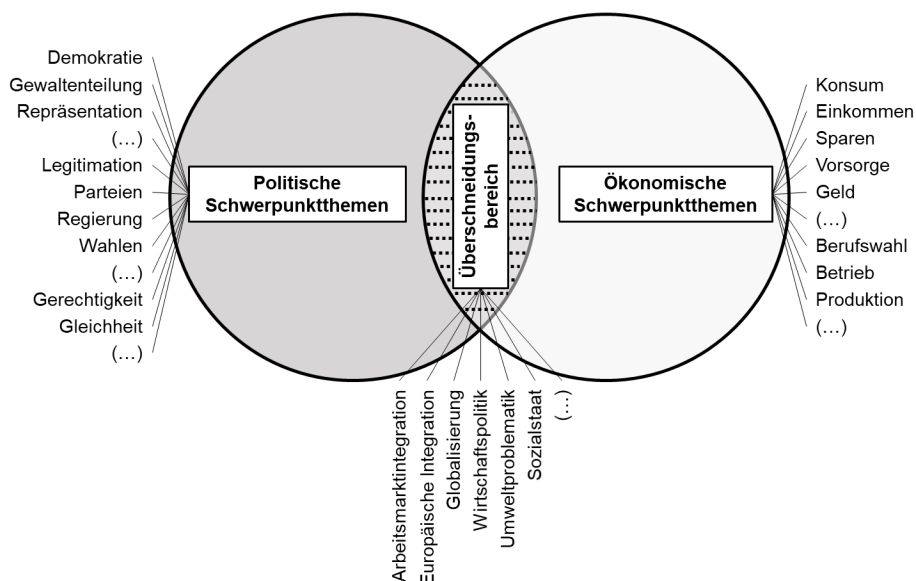 Demokratie
Gewaltenteilung
Repräsentation
(…)
Legitimation
Parteien
Regierung
Wahlen
(…)
Gerechtigkeit
Gleichheit
(…)
Politische
Schwerpunktthemen
Überschneidungs-
bereich
Ökonomische
Schwerpunktthemen
Konsum
Einkommen
Sparen
Vorsorge
Geld
(…)
Berufswahl
Betrieb
Produktion
(…)
Arbeitsmarktintegration
Europäische Integration
Globalisierung
Wirtschaftspolitik
Umweltproblematik
Sozialstaat
(…)